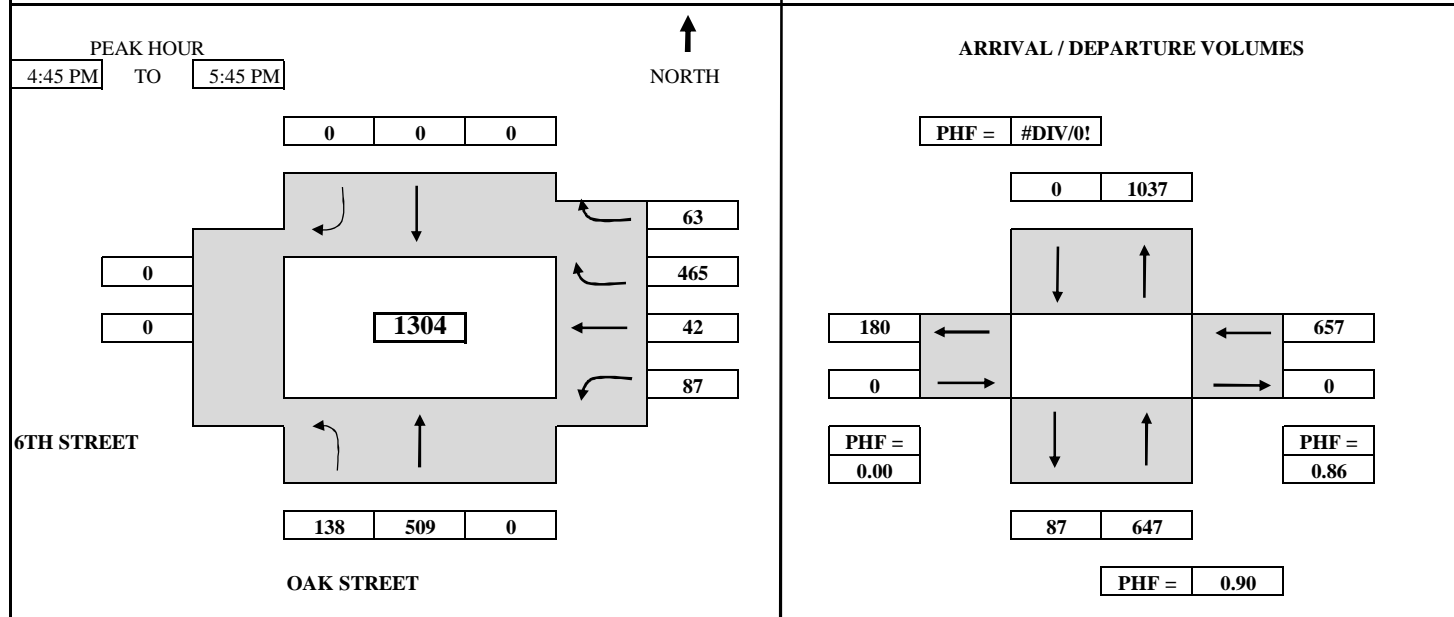 PEAK HOUR
4:45 PM TO 5:45 PM
NORTH
0 0 0
63
0 465
0 1304 42
87
6TH STREET
138 509 0
OAK STREET
ARRIVAL / DEPARTURE VOLUMES
PHF = #DIV/0!
0 1037
180 657
0 0
PHF = PHF =
0.00 0.86
87 647
PHF = 0.90